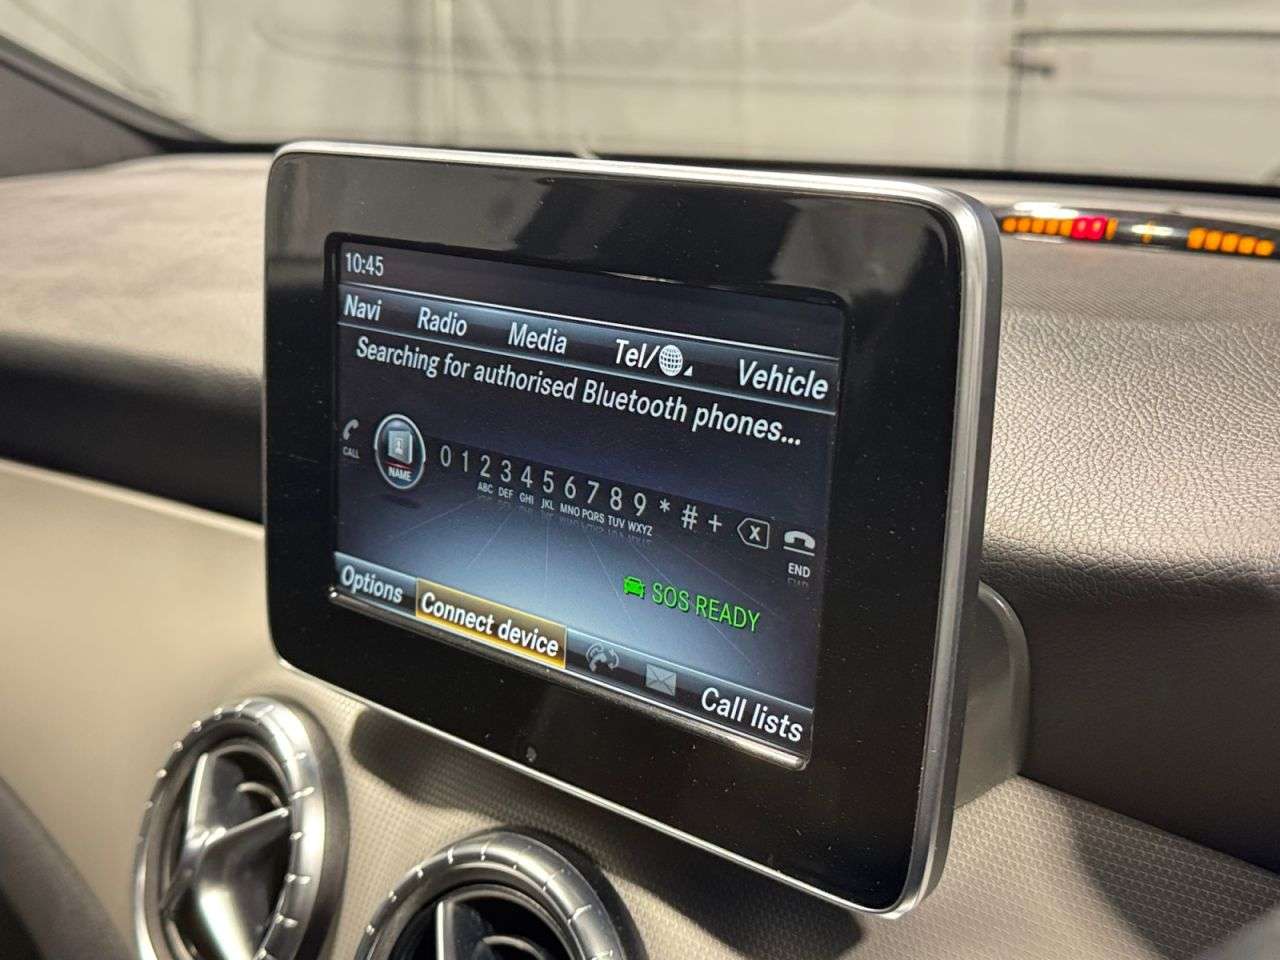 10:45
Navi Radio Media Tel/ Vehicle
Searching for authorised Bluetooth phones...
CALL NAME 0 1 2 3 4 5 6 7 8 9 * # + X END
ABC DEF GHI JKL MNO PQRS TUV WXYZ
SOS READY
Options Connect device Call lists